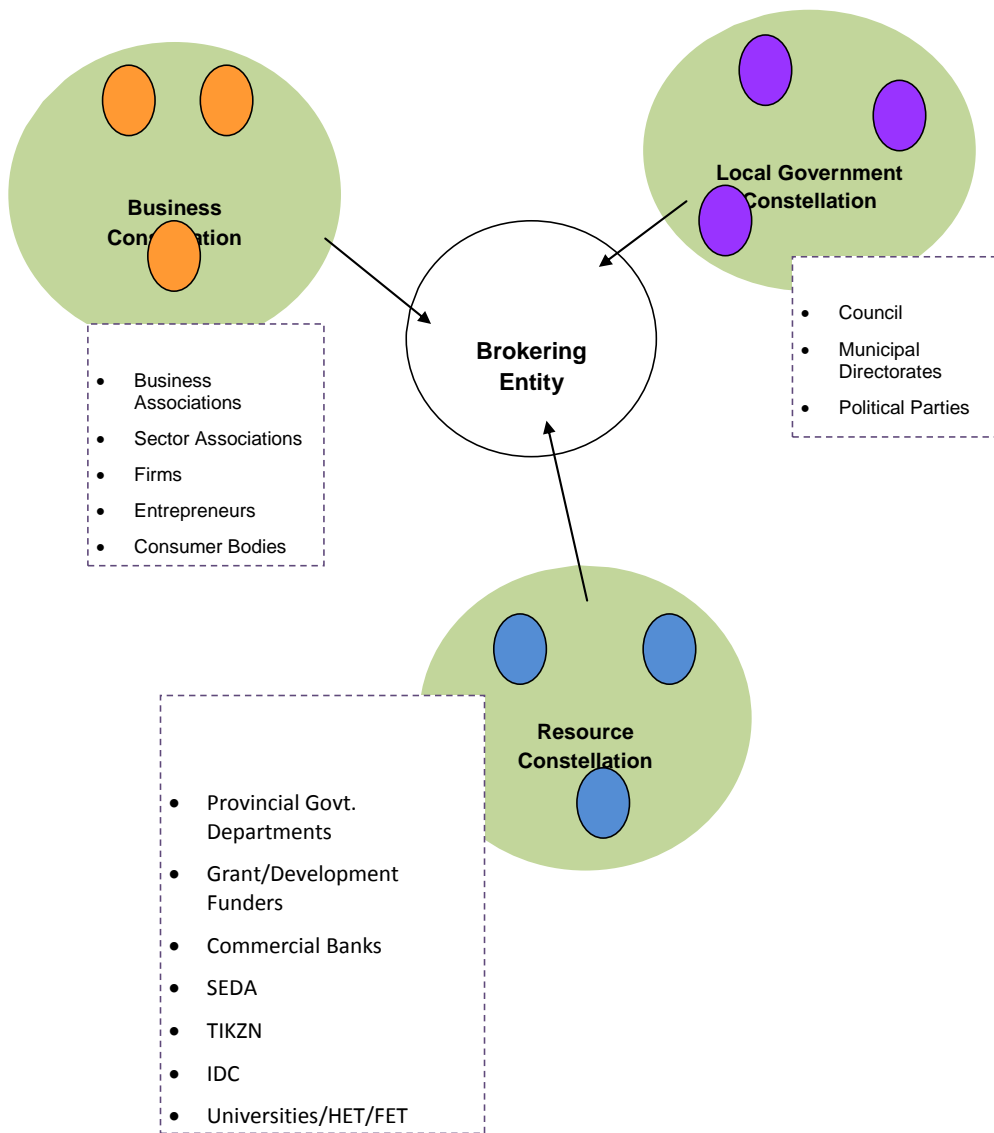 Business
Constellation
Local Government
Constellation
Brokering
Entity
Business
Associations
Sector Associations
Firms
Entrepreneurs
Consumer Bodies
Council
Municipal
Directorates
Political Parties
Resource
Constellation
Provincial Govt.
Departments
Grant/Development
Funders
Commercial Banks
SEDA
TIKZN
IDC
Universities/HET/FET